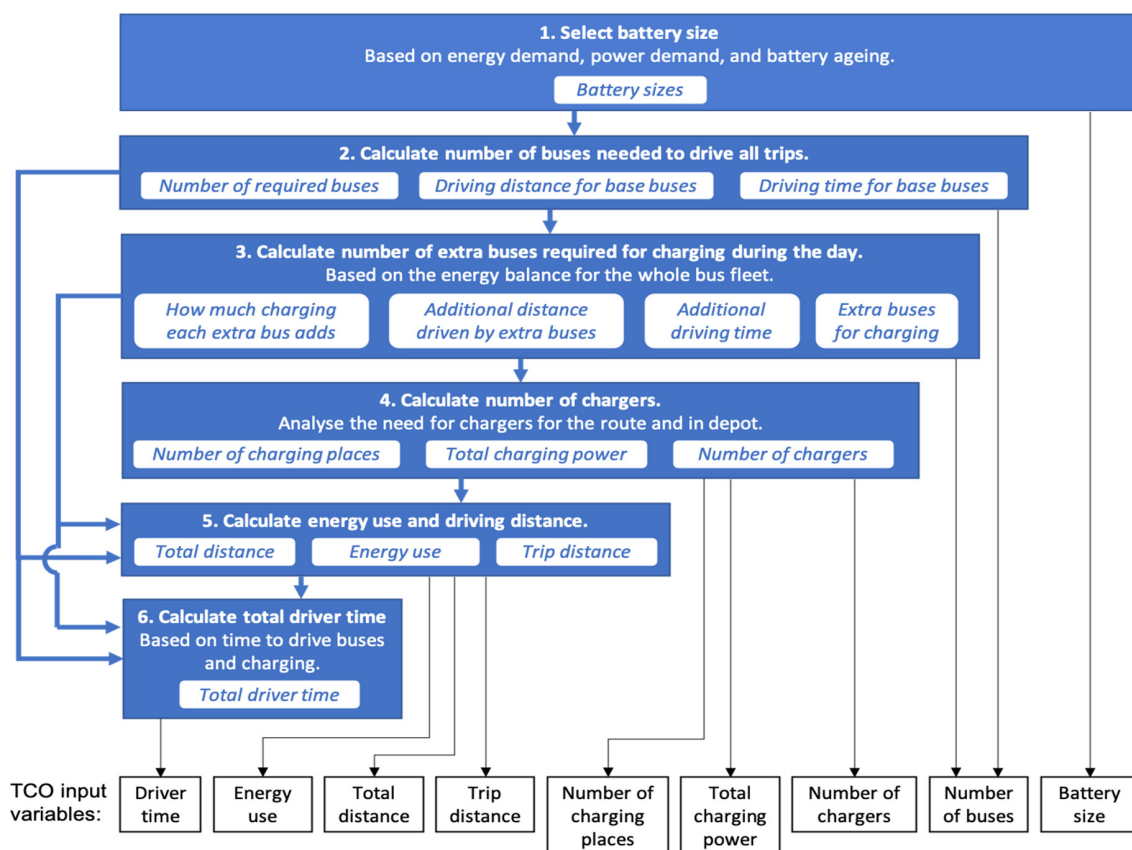 1. Select battery size
Based on energy demand, power demand, and battery ageing.
Battery sizes
2. Calculate number of buses needed to drive all trips.
Number of required buses
Driving distance for base buses
Driving time for base buses
3. Calculate number of extra buses required for charging during the day.
Based on the energy balance for the whole bus fleet.
How much charging
each extra bus adds
Additional distance
driven by extra buses
Additional
driving time
Extra buses
for charging
4. Calculate number of chargers.
Analyse the need for chargers for the route and in depot.
Number of charging places
Total charging power
Number of chargers
5. Calculate energy use and driving distance.
Total distance
Energy use
Trip distance
6. Calculate total driver time
Based on time to drive buses
and charging.
Total driver time
TCO input
variables:
Driver
time
Energy
use
Total
distance
Trip
distance
Number of
charging
places
Total
charging
power
Number of
chargers
Number
of buses
Battery
size